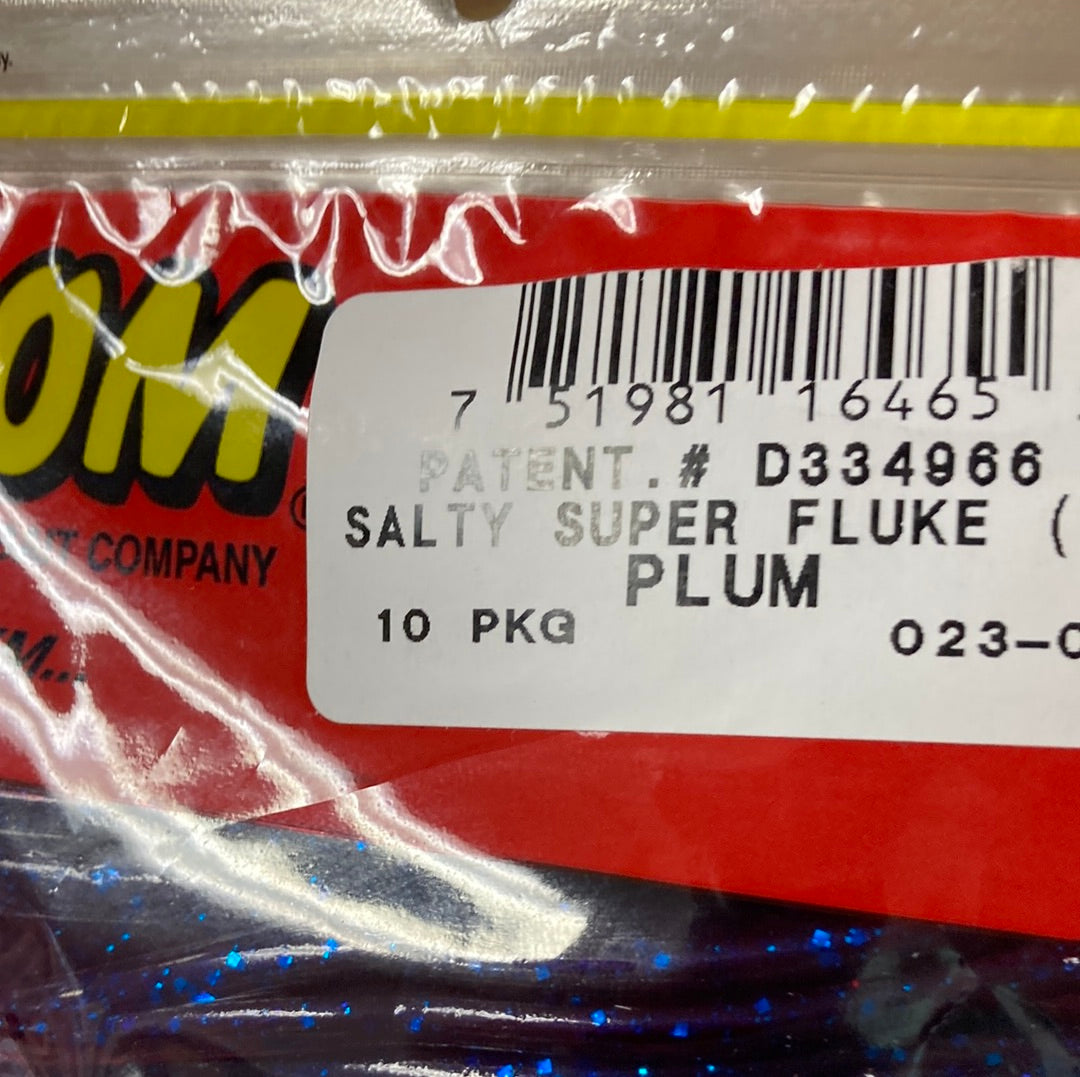 y.
OM
COMPANY
7 51981 16465
PATENT.# D334966
SALTY SUPER FLUKE (
PLUM
10 PKG
023-0